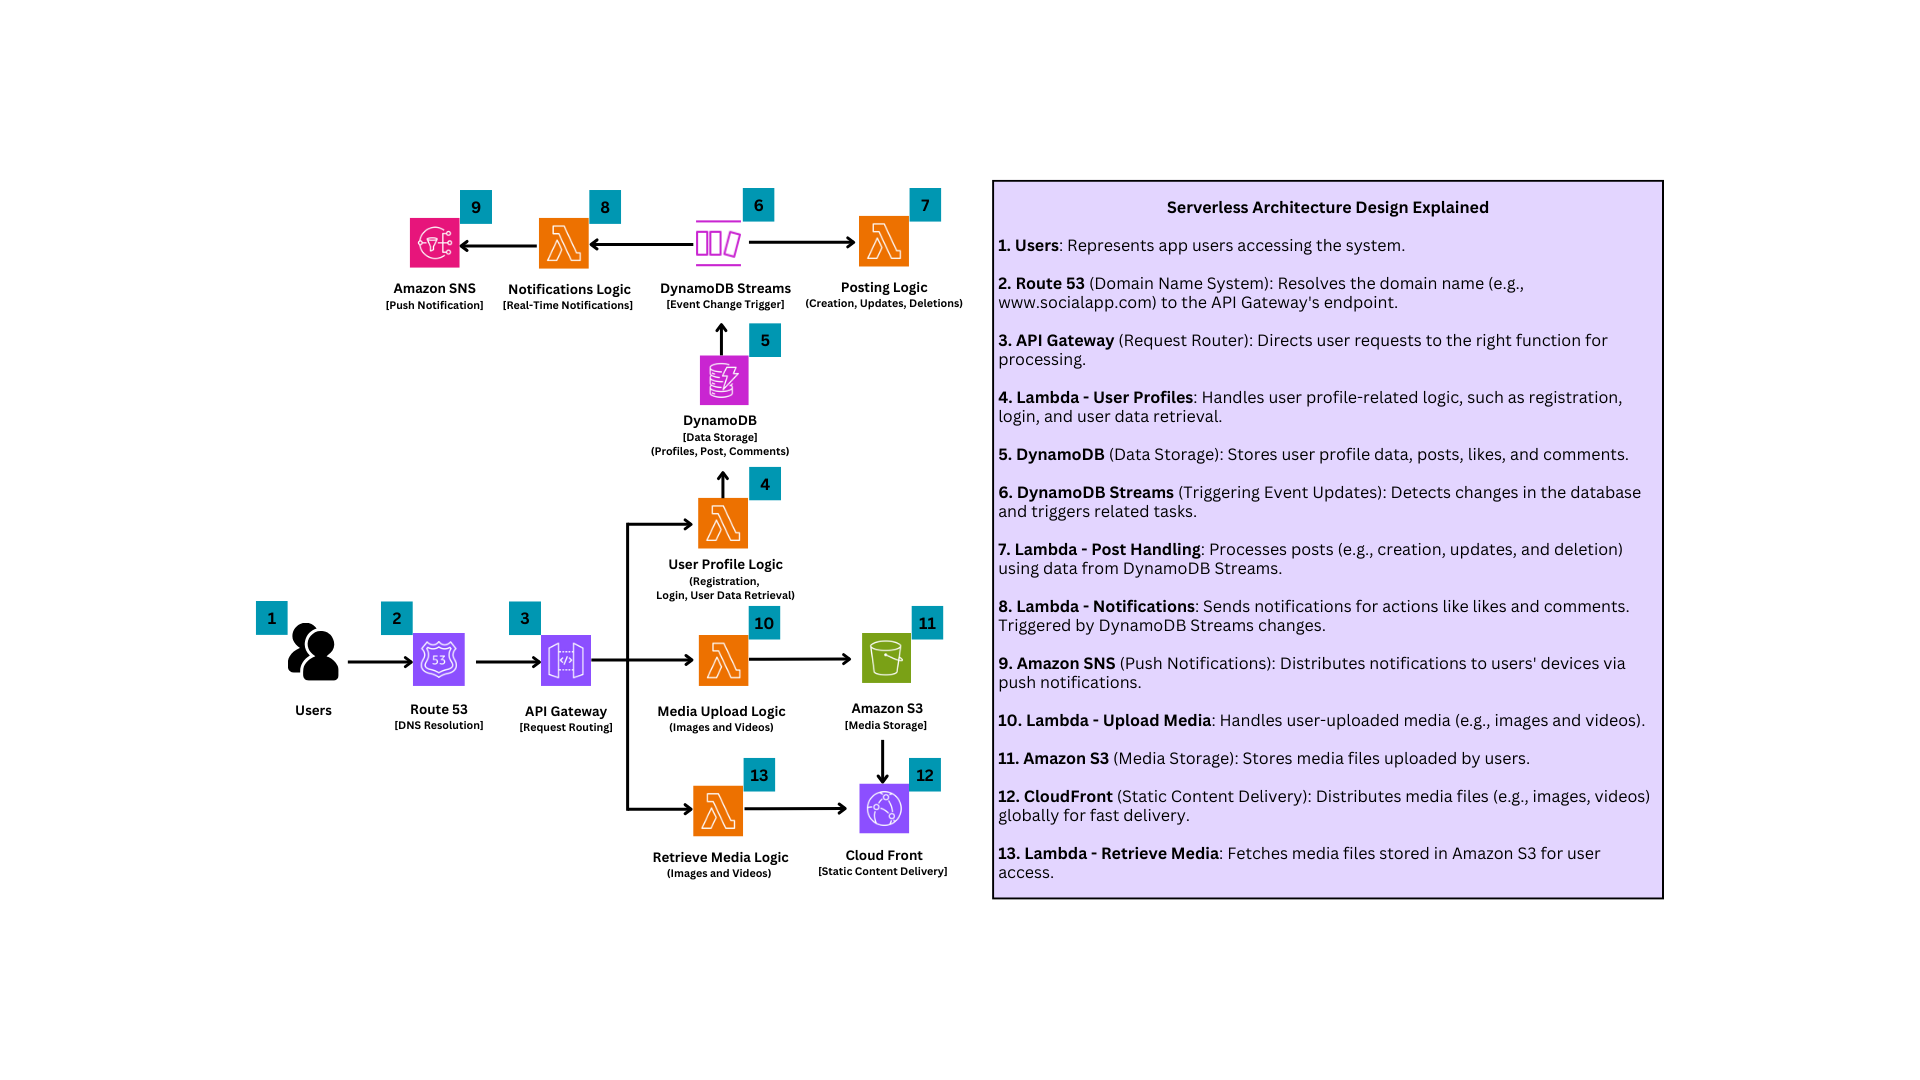 9
8
6
7
Amazon SNS
[Push Notification]
Notifications Logic
[Real-Time Notifications]
DynamoDB Streams
[Event Change Trigger]
Posting Logic
(Creation, Updates, Deletions)
5
DynamoDB
[Data Storage]
(Profiles, Post, Comments)
4
User Profile Logic
(Registration,
Login, User Data Retrieval)
1
2
3
10
11
53
Users
Route 53
[DNS Resolution]
API Gateway
[Request Routing]
Media Upload Logic
(Images and Videos)
Amazon S3
[Media Storage]
13
12
Retrieve Media Logic
(Images and Videos)
Cloud Front
[Static Content Delivery]
Serverless Architecture Design Explained
1. Users: Represents app users accessing the system.
2. Route 53 (Domain Name System): Resolves the domain name (e.g.,
www.socialapp.com) to the API Gateway's endpoint.
3. API Gateway (Request Router): Directs user requests to the right function for
processing.
4. Lambda - User Profiles: Handles user profile-related logic, such as registration,
login, and user data retrieval.
5. DynamoDB (Data Storage): Stores user profile data, posts, likes, and comments.
6. DynamoDB Streams (Triggering Event Updates): Detects changes in the database
and triggers related tasks.
7. Lambda - Post Handling: Processes posts (e.g., creation, updates, and deletion)
using data from DynamoDB Streams.
8. Lambda - Notifications: Sends notifications for actions like likes and comments.
Triggered by DynamoDB Streams changes.
9. Amazon SNS (Push Notifications): Distributes notifications to users' devices via
push notifications.
10. Lambda - Upload Media: Handles user-uploaded media (e.g., images and videos).
11. Amazon S3 (Media Storage): Stores media files uploaded by users.
12. CloudFront (Static Content Delivery): Distributes media files (e.g., images, videos)
globally for fast delivery.
13. Lambda - Retrieve Media: Fetches media files stored in Amazon S3 for user
access.